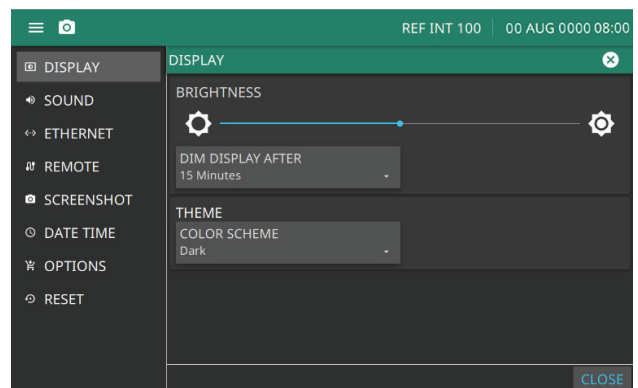 REF INT 100 00 AUG 0000 08:00
DISPLAY
SOUND
ETHERNET
REMOTE
SCREENSHOT
DATE TIME
OPTIONS
RESET
DISPLAY
BRIGHTNESS
DIM DISPLAY AFTER
15 Minutes
THEME
COLOR SCHEME
Dark
CLOSE